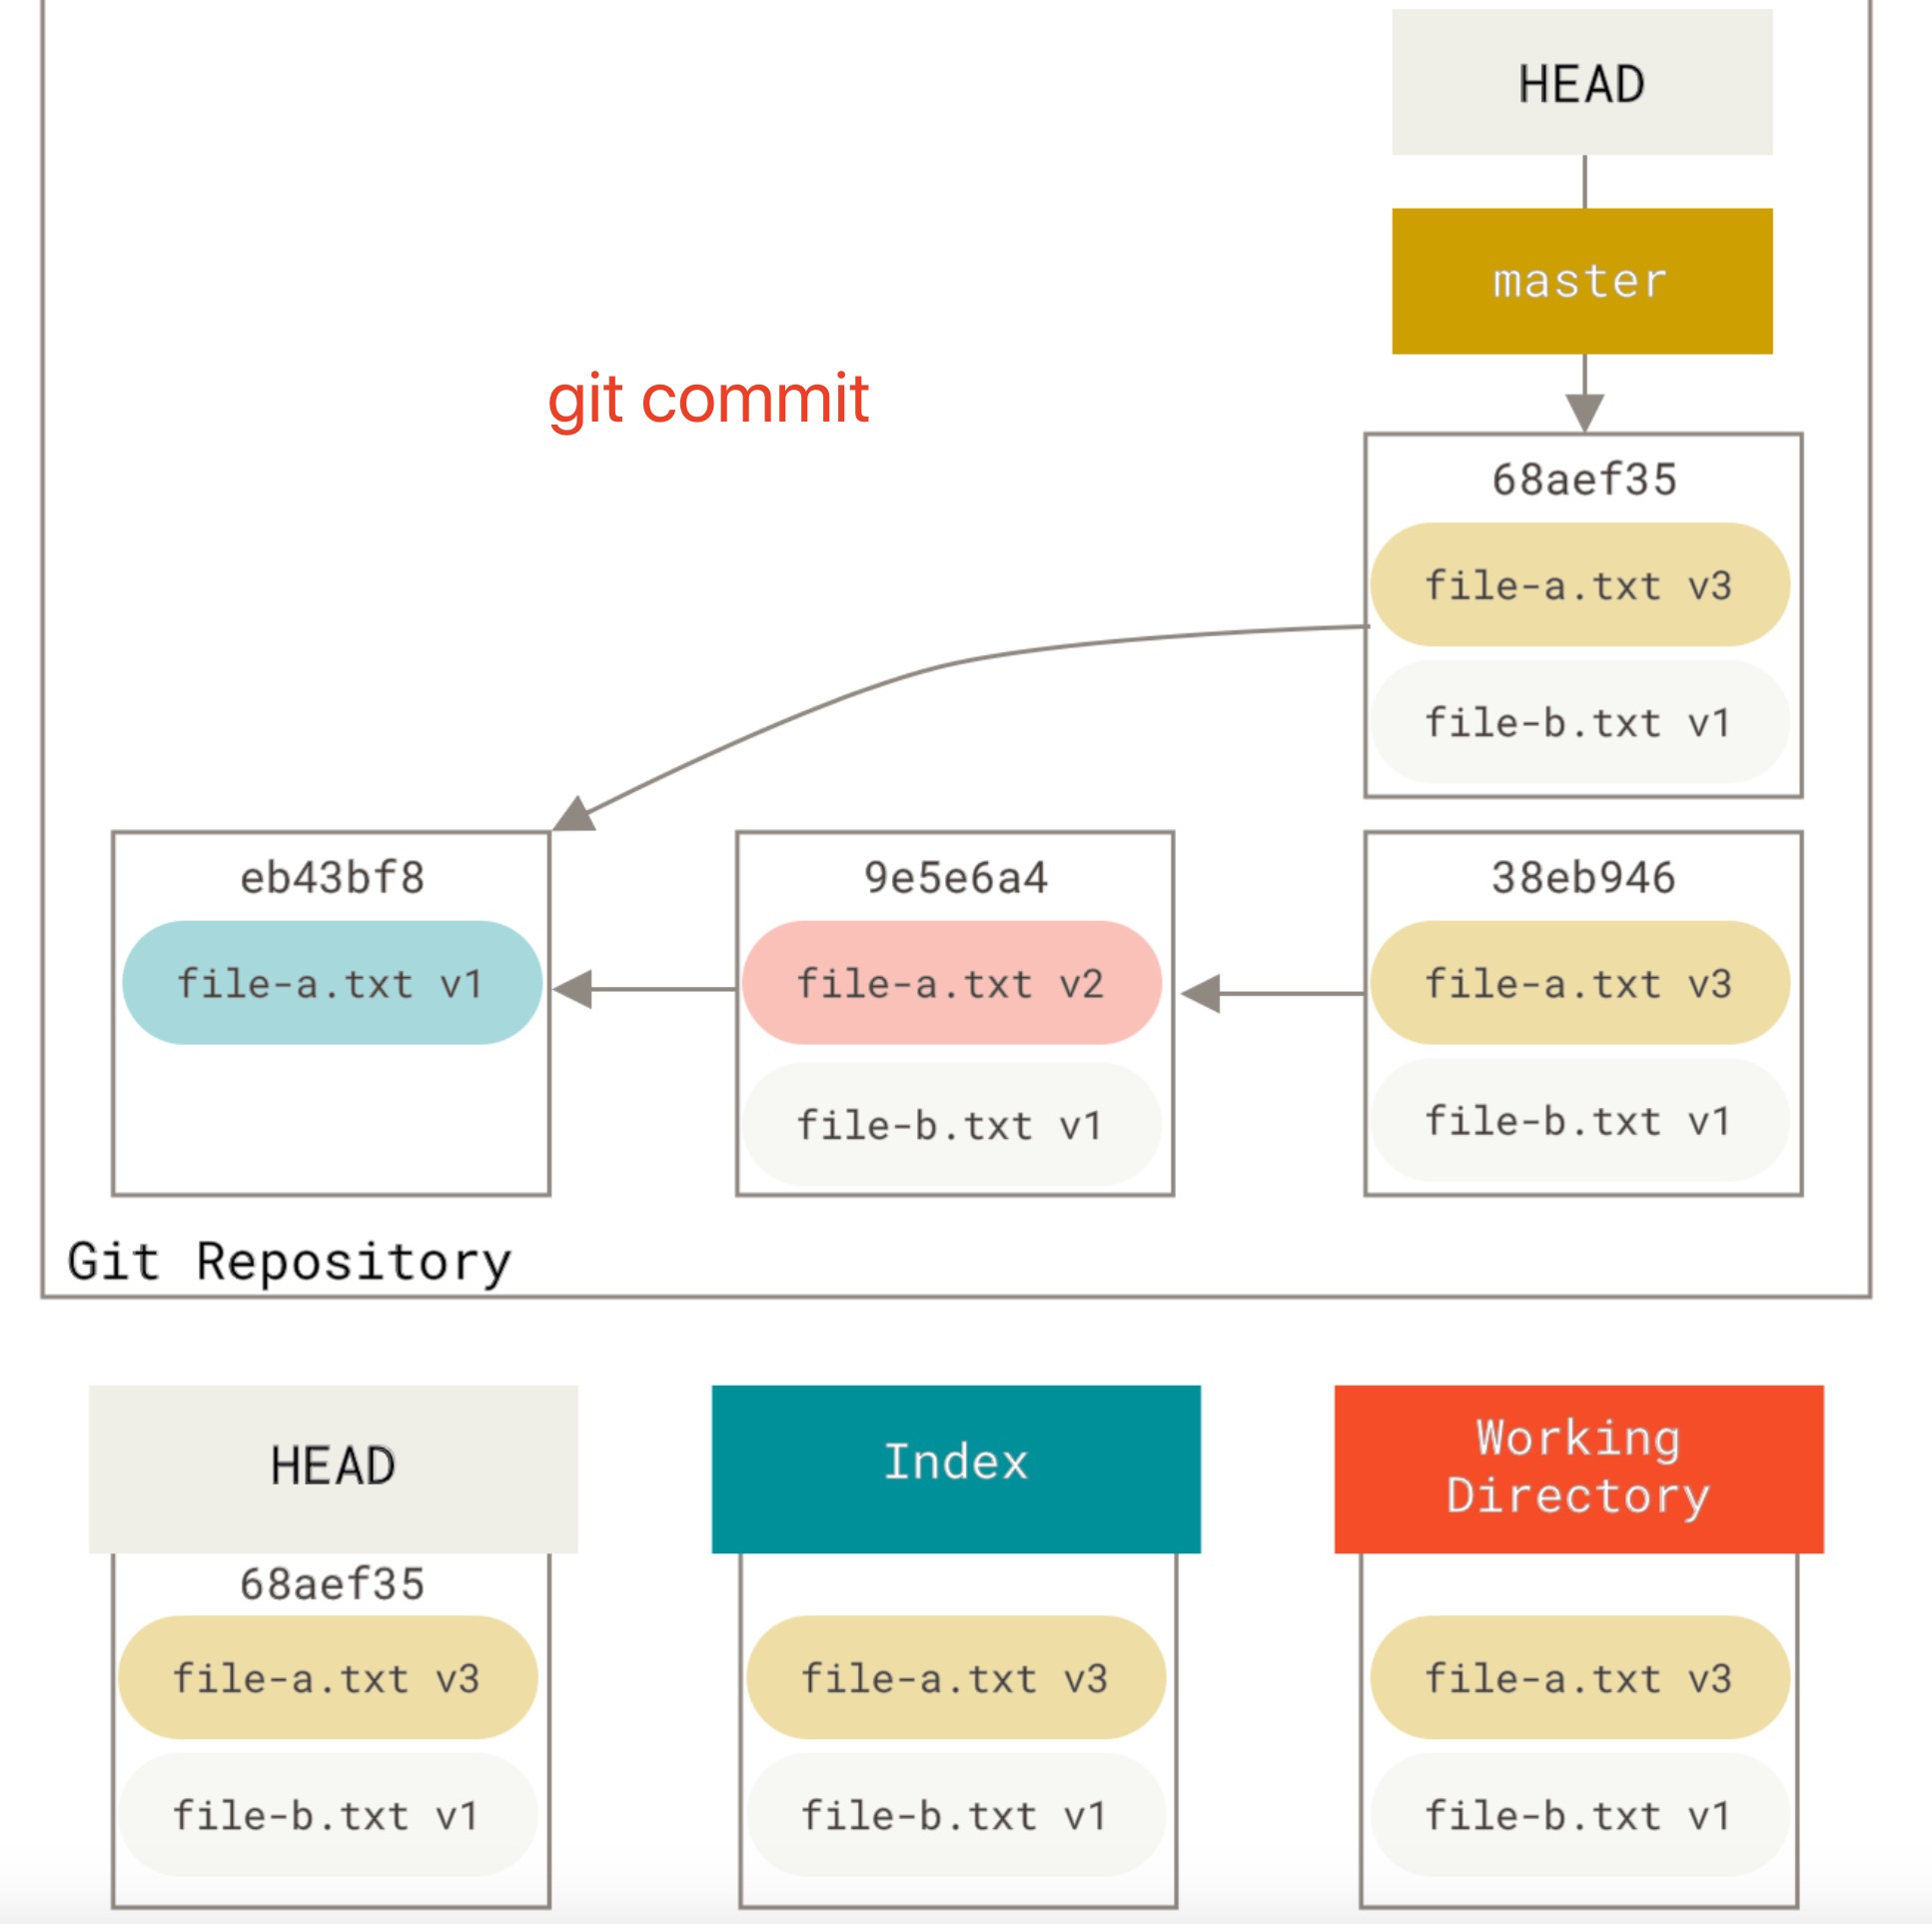 HEAD
master
git commit
68aef35
file-a.txt v3
file-b.txt v1
eb43bf8
file-a.txt v1
9e5e6a4
file-a.txt v2
file-b.txt v1
38eb946
file-a.txt v3
file-b.txt v1
Git Repository
HEAD
68aef35
file-a.txt v3
file-b.txt v1
Index
file-a.txt v3
file-b.txt v1
Working
Directory
file-a.txt v3
file-b.txt v1